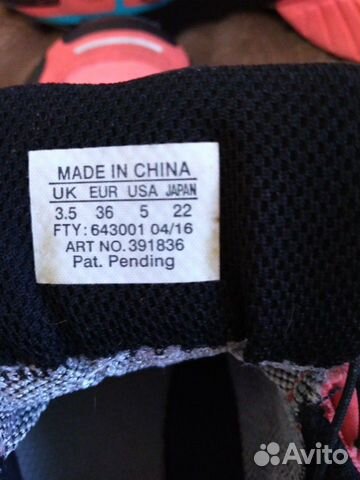 MADE IN CHINA
UK EUR USA JAPAN
3.5 36 5 22
FTY: 643001 04/16
ART NO. 391836
Pat. Pending
Avito